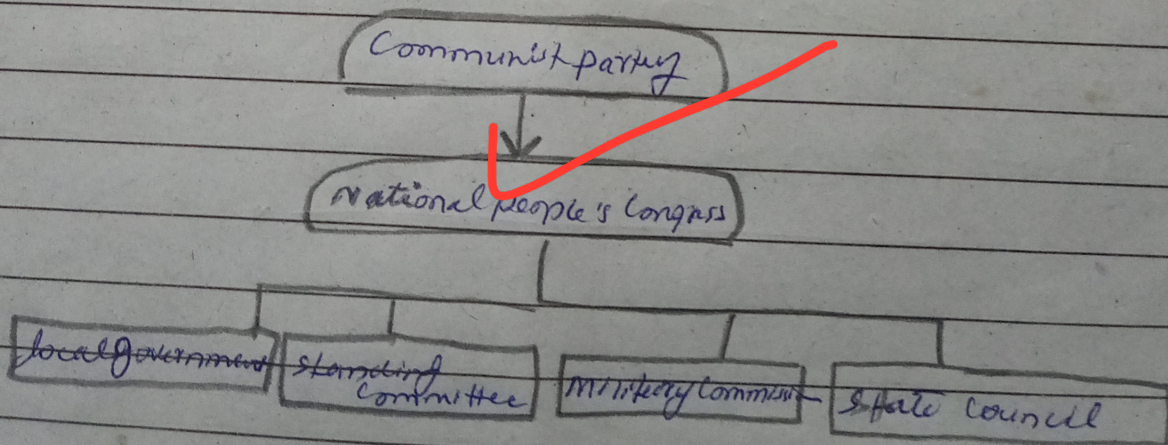 Communist party
National people's Congress
local government
standing
committee
military commission
state council